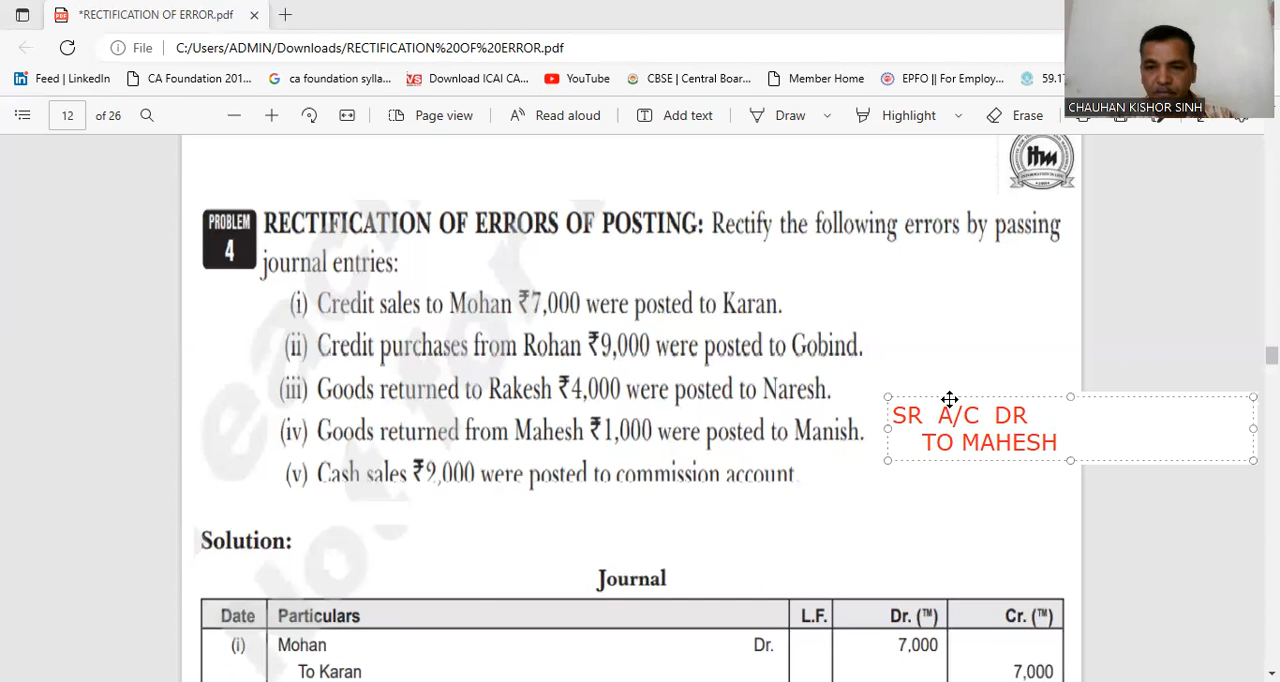 *RECTIFICATION OF ERROR.pdf
File C:/Users/ADMIN/Downloads/RECTIFICATION%20OF%20ERROR.pdf
Feed | LinkedIn CA Foundation 201... ca foundation sylla... Download ICAI CA... YouTube CBSE | Central Boar... Member Home EPFO || For Employ... 59.1
CHAUHAN KISHOR SINH
12 of 26 Page view Read aloud Add text Draw Highlight Erase
itm
PROBLEM 4 RECTIFICATION OF ERRORS OF POSTING: Rectify the following errors by passing
journal entries:
(i) Credit sales to Mohan ₹7,000 were posted to Karan.
(ii) Credit purchases from Rohan ₹9,000 were posted to Gobind.
(iii) Goods returned to Rakesh ₹4,000 were posted to Naresh.
SR A/C DR
(iv) Goods returned from Mahesh ₹1,000 were posted to Manish.
TO MAHESH
(v) Cash sales ₹2,000 were posted to commission account
Solution:
Journal
Date Particulars L.F. Dr. (™) Cr. (™)
(i) Mohan Dr. 7,000
To Karan 7,000